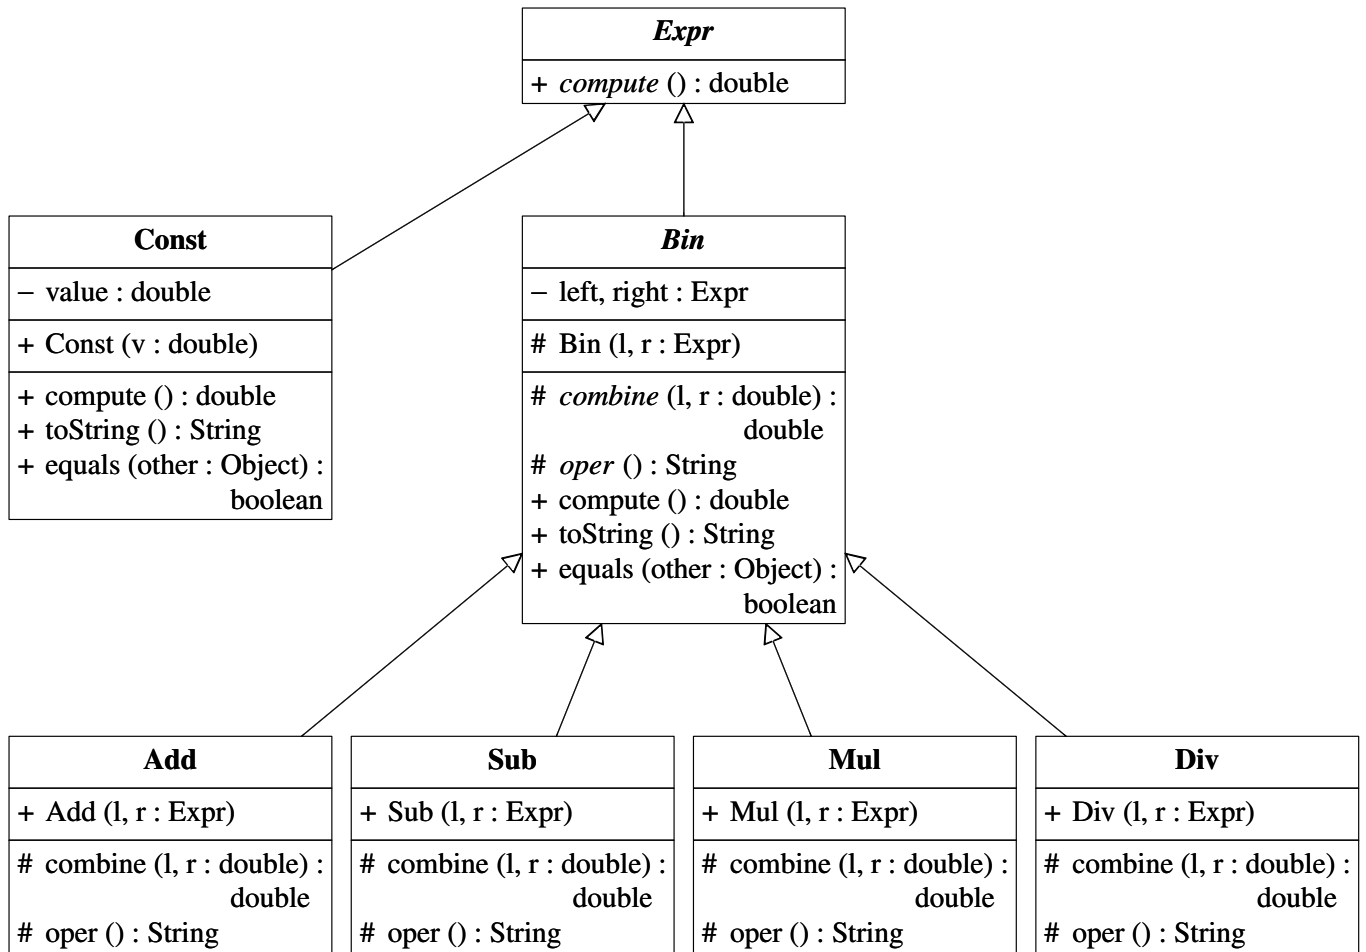 Expr
+ compute () : double
Const
− value : double
+ Const (v : double)
+ compute () : double
+ toString () : String
+ equals (other : Object) :
boolean
Bin
− left, right : Expr
# Bin (l, r : Expr)
# combine (l, r : double) :
double
# oper () : String
+ compute () : double
+ toString () : String
+ equals (other : Object) :
boolean
Add
+ Add (l, r : Expr)
# combine (l, r : double) :
double
# oper () : String
Sub
+ Sub (l, r : Expr)
# combine (l, r : double) :
double
# oper () : String
Mul
+ Mul (l, r : Expr)
# combine (l, r : double) :
double
# oper () : String
Div
+ Div (l, r : Expr)
# combine (l, r : double) :
double
# oper () : String